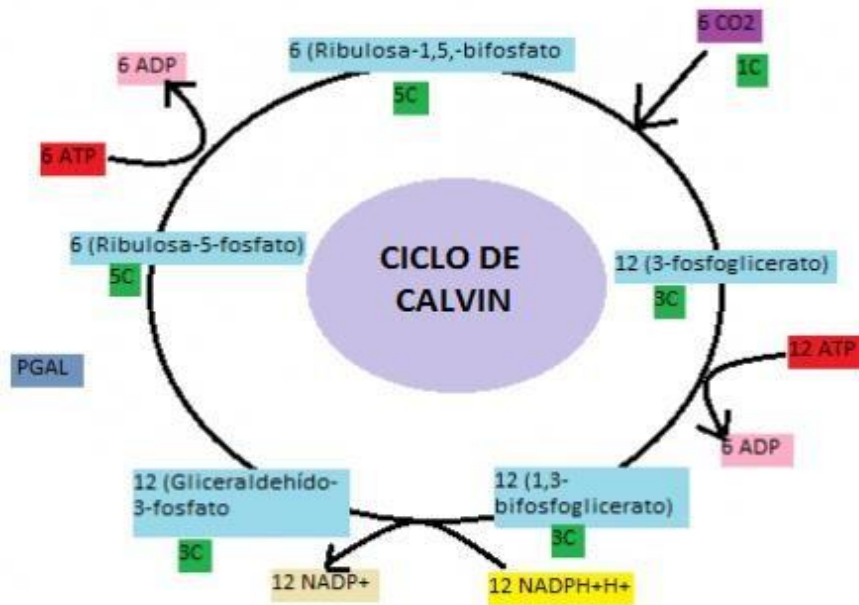 6 CO2
6 (Ribulosa-1,5,-bifosfato
6 ADP
1C
5C
6 ATP
6 (Ribulosa-5-fosfato)
5C
CICLO DE
CALVIN
12 (3-fosfoglicerato)
3C
PGAL
12 ATP
6 ADP
12 (Gliceraldehído-
3-fosfato
3C
12 (1,3-
bifosfoglicerato)
3C
12 NADP+
12 NADPH+H+